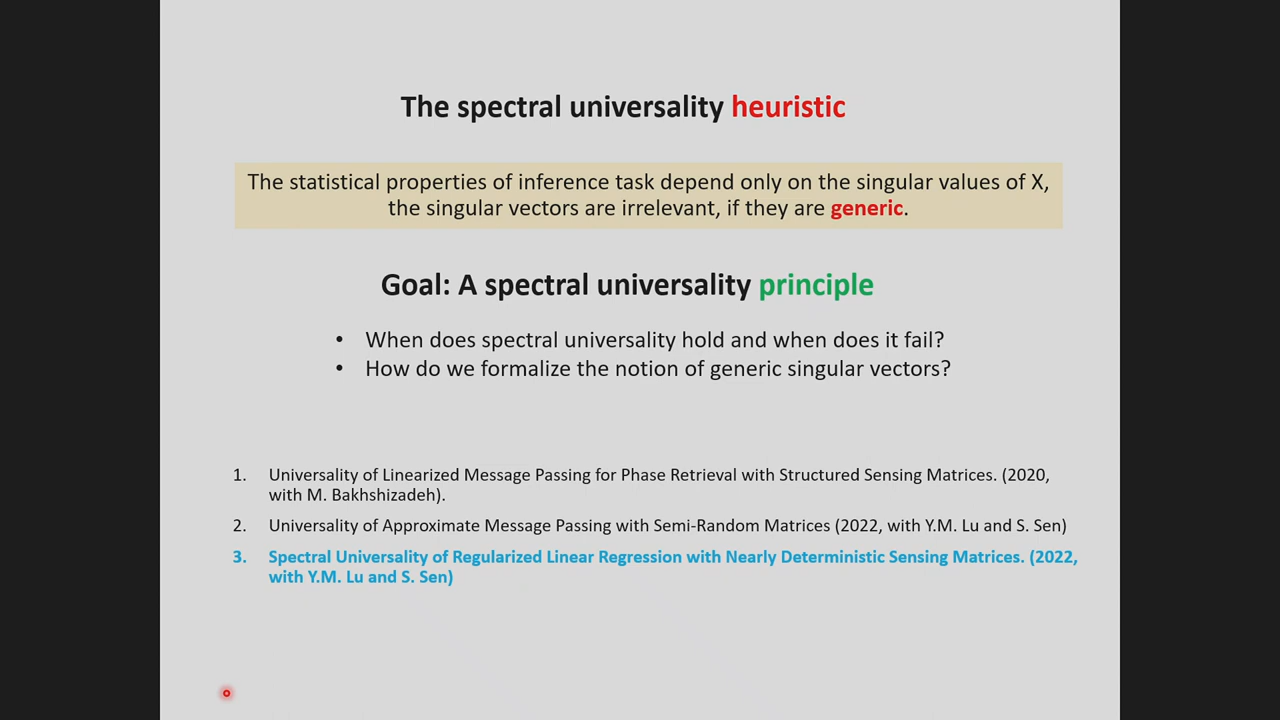 The spectral universality heuristic
The statistical properties of inference task depend only on the singular values of X,
the singular vectors are irrelevant, if they are generic.
Goal: A spectral universality principle
• When does spectral universality hold and when does it fail?
• How do we formalize the notion of generic singular vectors?
1. Universality of Linearized Message Passing for Phase Retrieval with Structured Sensing Matrices. (2020,
with M. Bakhshizadeh).
2. Universality of Approximate Message Passing with Semi-Random Matrices (2022, with Y.M. Lu and S. Sen)
3. Spectral Universality of Regularized Linear Regression with Nearly Deterministic Sensing Matrices. (2022,
with Y.M. Lu and S. Sen)